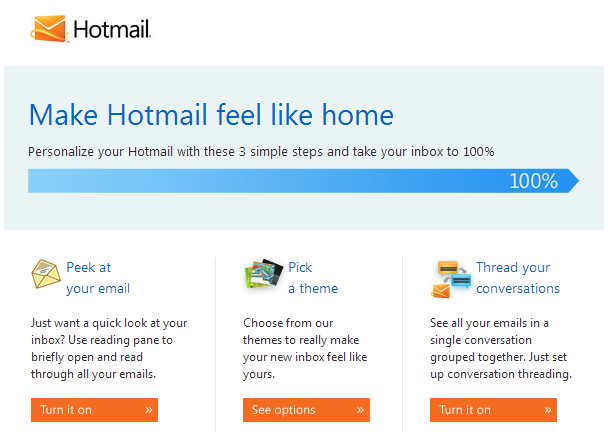 Hotmail
Make Hotmail feel like home
Personalize your Hotmail with these 3 simple steps and take your inbox to 100%
100%
Peek at
your email
Just want a quick look at your
inbox? Use reading pane to
briefly open and read
through all your emails.
Turn it on »
Pick
a theme
Choose from our
themes to really make
your new inbox feel like
yours.
See options »
Thread your
conversations
See all your emails in a
single conversation
grouped together. Just set
up conversation threading.
Turn it on »